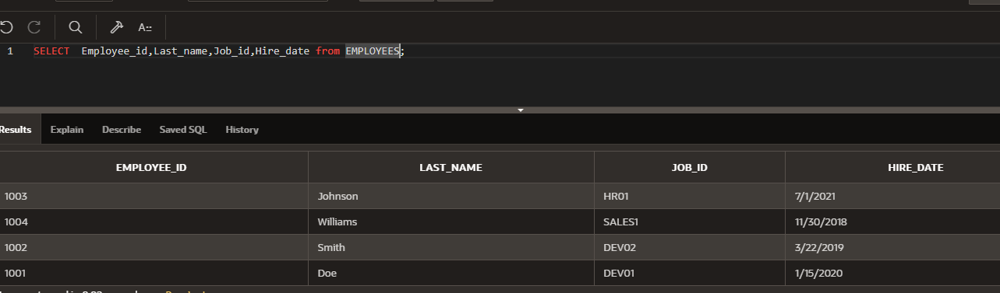 A
1 SELECT Employee_id,Last_name,Job_id,Hire_date from EMPLOYEES;
Results Explain Describe Saved SQL History
EMPLOYEE_ID LAST_NAME JOB_ID HIRE_DATE
1003 Johnson HR01 7/1/2021
1004 Williams SALES1 11/30/2018
1002 Smith DEV02 3/22/2019
1001 Doe DEV01 1/15/2020